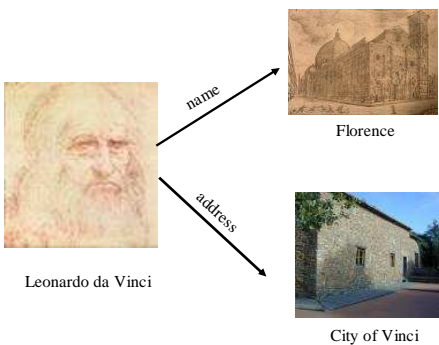 name
Florence
address
Leonardo da Vinci
City of Vinci